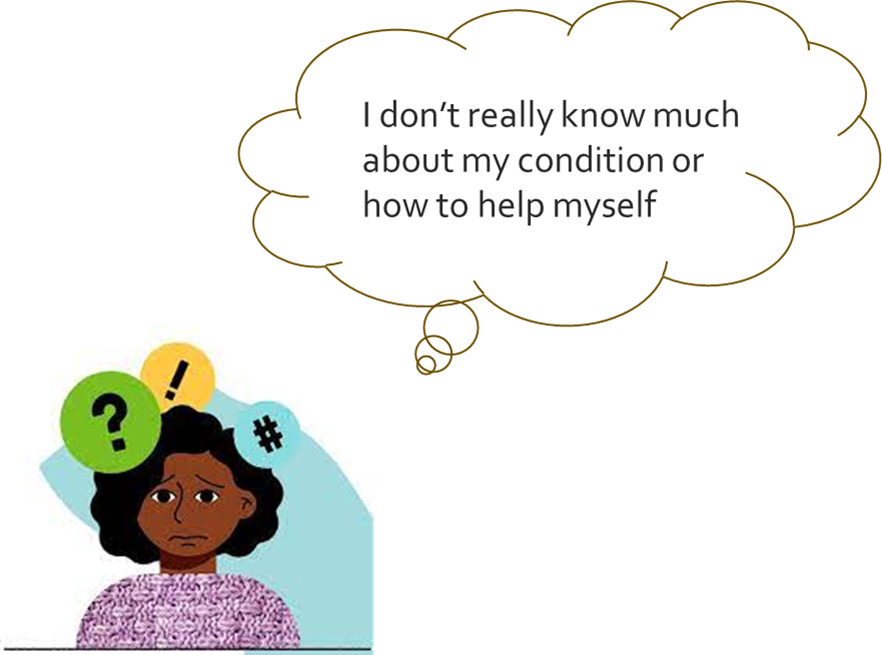 I don’t really know much
about my condition or
how to help myself
!
?
#